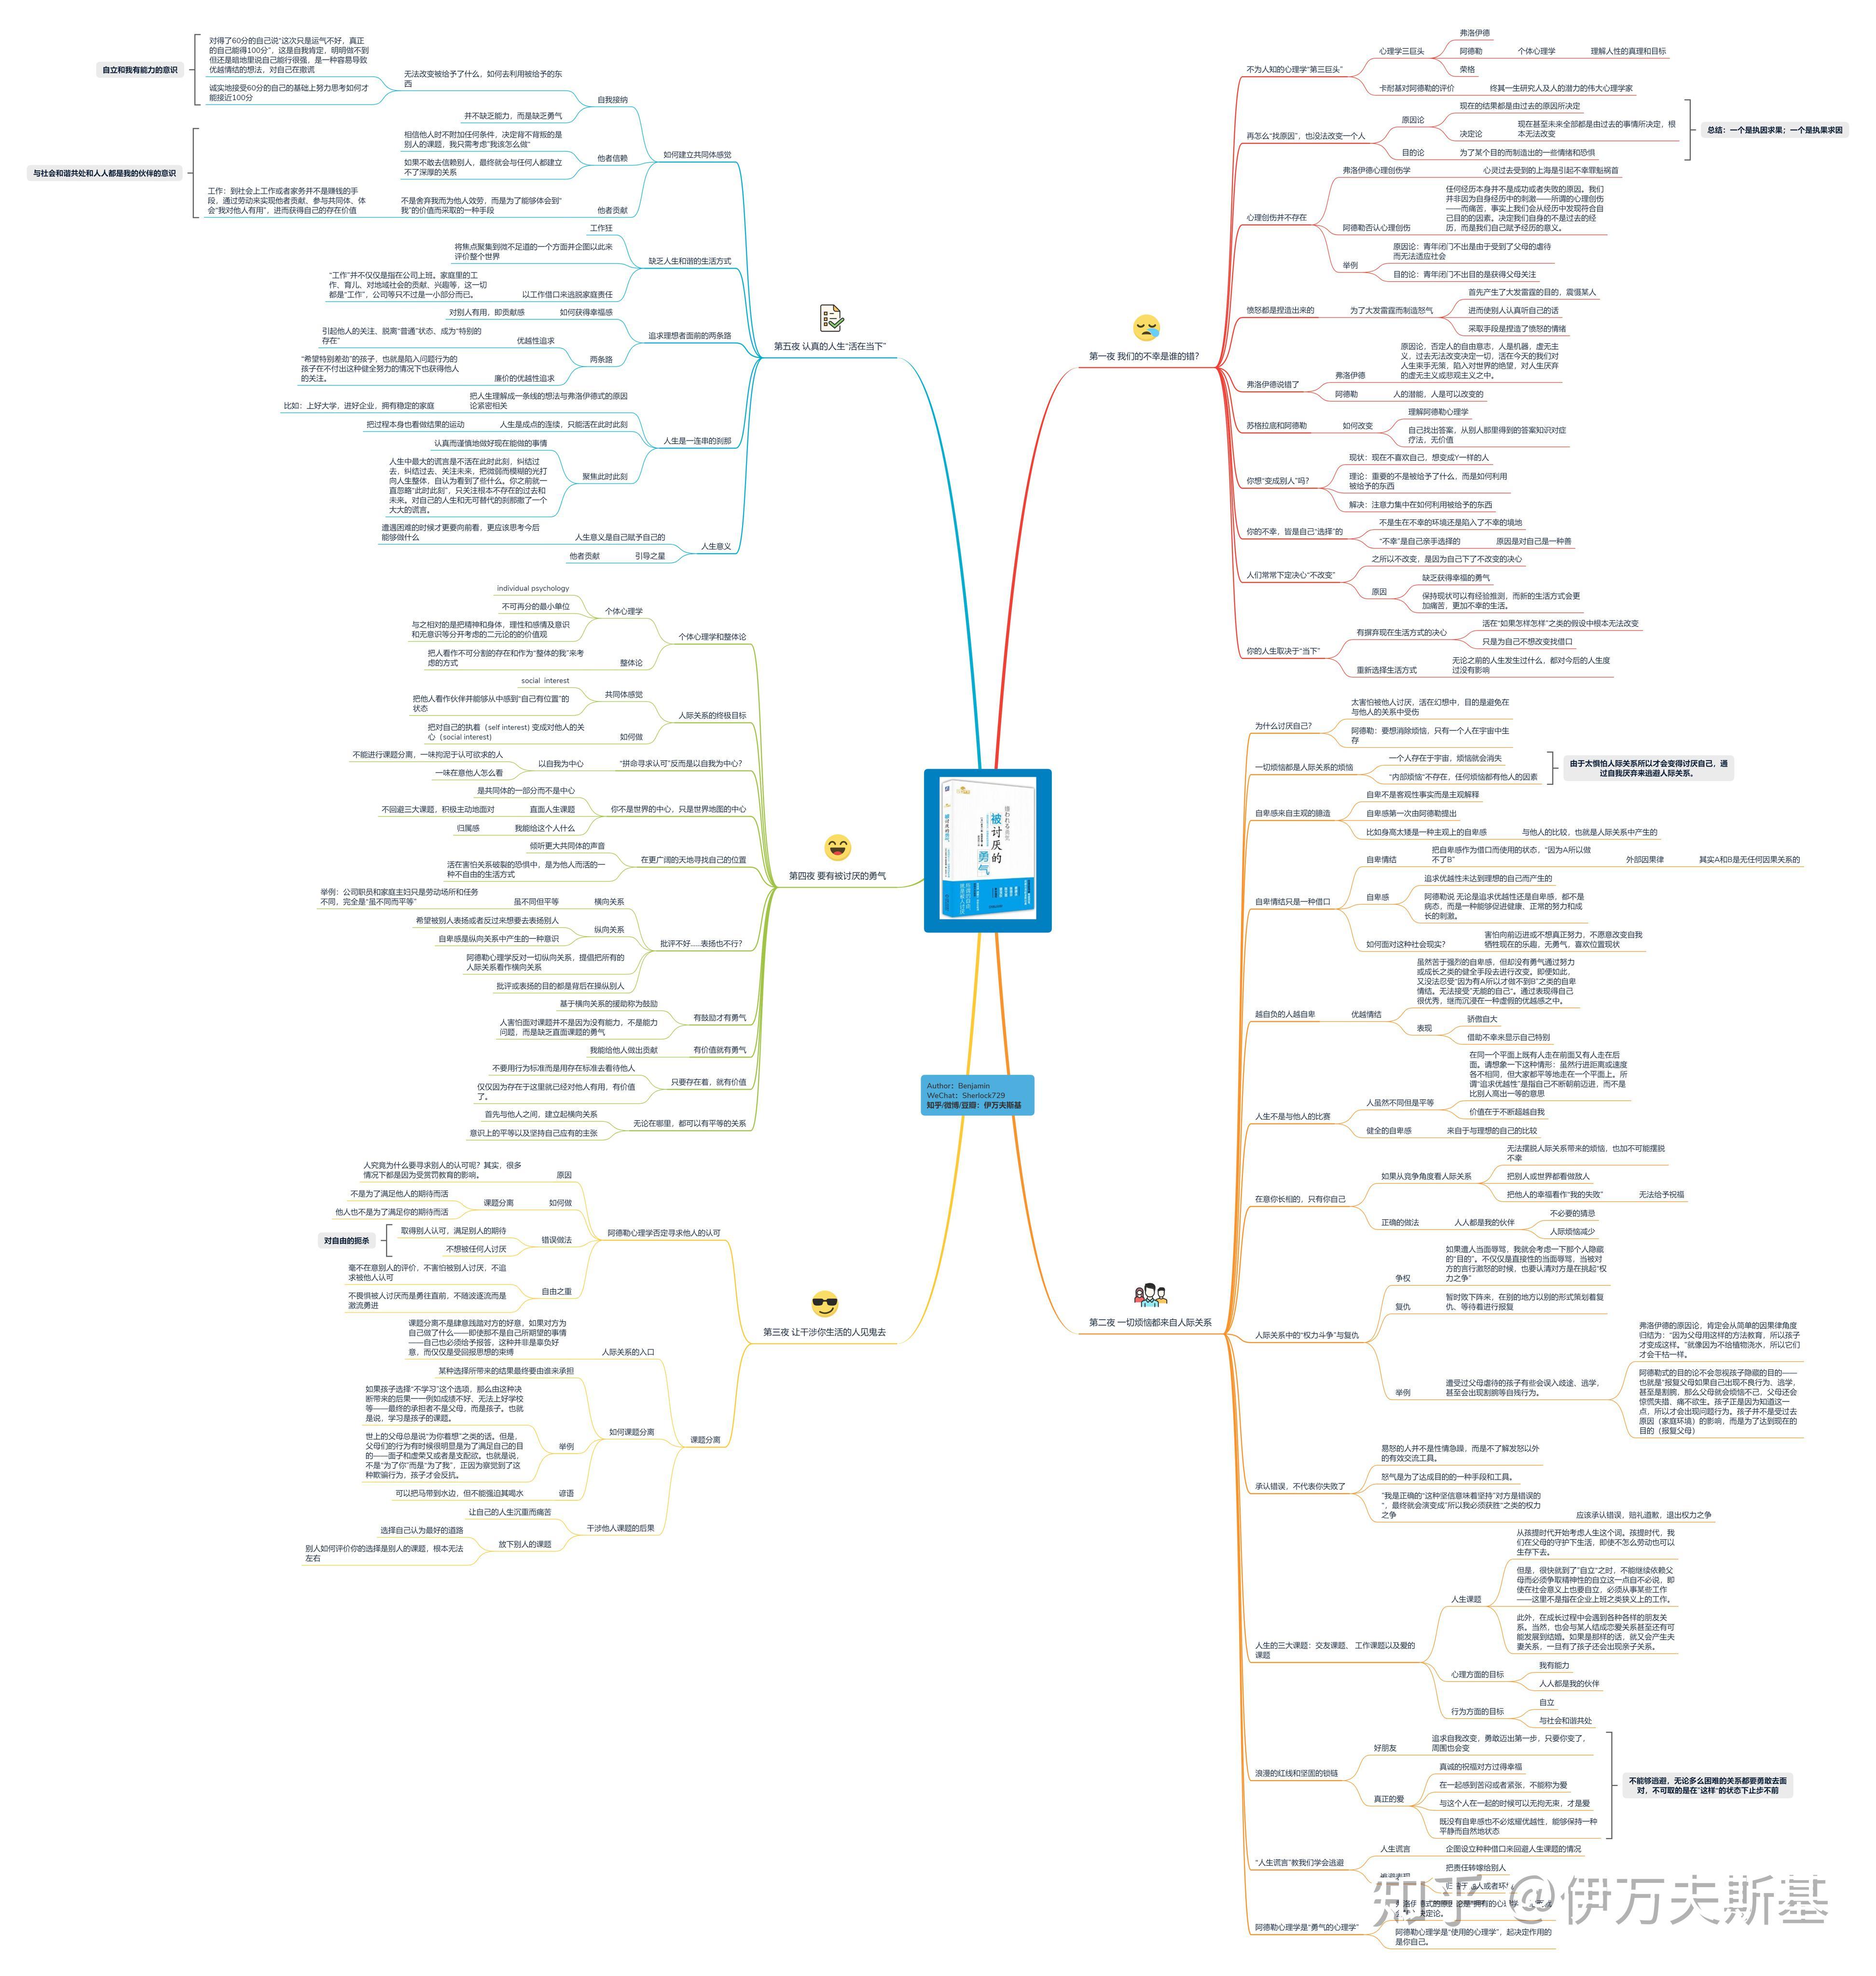 第一夜 我们的不幸是谁的错？
不为人知的心理学“第三巨头”
心理学三巨头
弗洛伊德
阿德勒
个体心理学
理解人性的真理和目标
荣格
卡耐基对阿德勒的评价
终其一生研究人及人的潜力的伟大心理学家
再怎么“找原因”，也没法改变一个人
原因论
现在的结果都是由过去的原因所决定
决定论
现在甚至未来全部都是由过去的事情所决定，根
本无法改变
目的论
为了某个目的而制造出的一些情绪和恐惧
总结：一个是执因求果；一个是执果求因
心理创伤并不存在
弗洛伊德心理创伤学
心灵过去受到的上海是引起不幸罪魁祸首
阿德勒否认心理创伤
任何经历本身并不是成功或者失败的原因。我们
并非因为自身经历中的刺激——所谓的心理创伤
——而痛苦，事实上我们会从经历中发现符合自
己目的的因素。决定我们自身的不是过去的经
历，而是我们自己赋予经历的意义。
举例
原因论：青年闭门不出是由于受到了父母的虐待
而无法适应社会
目的论：青年闭门不出目的是获得父母关注
愤怒都是捏造出来的
为了大发雷霆而制造怒气
首先产生了大发雷霆的目的，震慑某人
进而使别人认真听自己的话
采取手段是捏造了愤怒的情绪
弗洛伊德说错了
弗洛伊德
原因论，否定人的自由意志，人是机器，虚无主
义，过去无法改变决定一切，活在今天的我们对
人生束手无策，陷入对世界的绝望，对人生厌弃
的虚无主义或悲观主义之中。
阿德勒
人的潜能，人是可以改变的
苏格拉底和阿德勒
如何改变
理解阿德勒心理学
自己找出答案，从别人那里得到的答案知识对症
疗法，无价值
你想“变成别人”吗？
现状：现在不喜欢自己，想变成Y一样的人
理论：重要的不是被给予了什么，而是如何利用
被给予的东西
解决：注意力集中在如何利用被给予的东西
你的不幸，皆是自己“选择”的
不是生在不幸的环境还是陷入了不幸的境地
“不幸”是自己亲手选择的
原因是对自己是一种善
人们常常下定决心“不改变”
之所以不改变，是因为自己下了不改变的决心
原因
缺乏获得幸福的勇气
保持现状可以有经验推测，而新的生活方式会更
加痛苦，更加不幸的生活。
你的人生取决于“当下”
有摒弃现在生活方式的决心
活在“如果怎样怎样”之类的假设中根本无法改变
只是为自己不想改变找借口
重新选择生活方式
无论之前的人生发生过什么，都对今后的人生度
过没有影响
第二夜 一切烦恼都来自人际关系
为什么讨厌自己？
太害怕被他人讨厌，活在幻想中，目的是避免在
与他人的关系中受伤
阿德勒：要想消除烦恼，只有一个人在宇宙中生
存
一切烦恼都是人际关系的烦恼
一个人存在于宇宙，烦恼就会消失
“内部烦恼”不存在，任何烦恼都有他人的因素
由于太惧怕人际关系所以才会变得讨厌自己，通
过自我厌弃来逃避人际关系。
自卑感来自主观的臆造
自卑不是客观性事实而是主观解释
自卑感第一次由阿德勒提出
比如身高太矮是一种主观上的自卑感
与他人的比较，也就是人际关系中产生的
自卑情结只是一种借口
自卑情结
把自卑感作为借口而使用的状态，“因为A所以做
不了B”
外部因果律
其实A和B是无任何因果关系的
自卑感
追求优越性未达到理想的自己而产生的
阿德勒说 无论是追求优越性还是自卑感，都不是
病态，而是一种能够促进健康、正常的努力和成
长的刺激。
如何面对这种社会现实？
害怕向前迈进或不想真正努力，不愿意改变自我
牺牲现在的乐趣，无勇气，喜欢位置现状
越自负的人越自卑
优越情结
虽然苦于强烈的自卑感，但却没有勇气通过努力
或成长之类的健全手段去进行改变。即便如此，
又没法忍受“因为有A所以才做不到B”之类的自卑
情结。无法接受“无能的自己”。通过表现得自己
很优秀，继而沉浸在一种虚假的优越感之中。
表现
骄傲自大
借助不幸来显示自己特别
人生不是与他人的比赛
人虽然不同但是平等
在同一个平面上既有人走在前面又有人走在后
面。请想象一下这种情形：虽然行进距离或速度
各不相同，但大家都平等地走在一个平面上。所
谓“追求优越性”是指自己不断朝前迈进，而不是
比别人高出一等的意思
价值在于不断超越自我
健全的自卑感
来自于与理想的自己的比较
在意你长相的，只有你自己
如果从竞争角度看人际关系
无法摆脱人际关系带来的烦恼，也加不可能摆脱
不幸
把别人或世界都看做敌人
把他人的幸福看作“我的失败”
无法给予祝福
正确的做法
人人都是我的伙伴
不必要的猜忌
人际烦恼减少
人际关系中的“权力斗争”与复仇
争权
如果遭人当面辱骂，我就会考虑一下那个人隐藏
的“目的”。不仅仅是直接性的当面辱骂，当被对
方的言行激怒的时候，也要认清对方是在挑起“权
力之争”
复仇
暂时败下阵来，在别的地方以别的形式策划着复
仇、等待着进行报复
举例
遭受过父母虐待的孩子有些会误入歧途、逃学，
甚至会出现割腕等自残行为。
弗洛伊德的原因论，肯定会从简单的因果律角度
归结为：“因为父母用这样的方法教育，所以孩子
才变成这样。”就像因为不给植物浇水，所以它们
才会干枯一样。
阿德勒式的目的论不会忽视孩子隐藏的目的——
也就是“报复父母如果自己出现不良行为、逃学，
甚至是割腕，那么父母就会烦恼不已，父母还会
惊慌失措、痛不欲生。孩子正是因为知道这一
点，所以才会出现问题行为。孩子并不是受过去
原因（家庭环境）的影响，而是为了达到现在的
目的（报复父母）
承认错误，不代表你失败了
易怒的人并不是性情急躁，而是不了解发怒以外
的有效交流工具。
怒气是为了达成目的的一种手段和工具。
“我是正确的”这种坚信意味着坚持“对方是错误的
”，最终就会演变成“所以我必须获胜”之类的权力
之争
应该承认错误，赔礼道歉，退出权力之争
人生的三大课题：交友课题、工作课题以及爱的
课题
人生课题
从孩提时代开始考虑人生这个词。孩提时代，我
们在父母的守护下生活，即使不怎么劳动也可以
生存下去。
但是，很快就到了“自立”之时，不能继续依赖父
母而必须争取精神性的自立这一点自不必说，即
使在社会意义上也要自立，必须从事某些工作
——这里不是指在企业上班之类狭义上的工作。
此外，在成长过程中会遇到各种各样的朋友关
系。当然，也会与某人结成恋爱关系甚至还有可
能发展到结婚。如果是那样的话，就又会产生夫
妻关系，一旦有了孩子还会出现亲子关系。
心理方面的目标
我有能力
人人都是我的伙伴
行为方面的目标
自立
与社会和谐共处
浪漫的红线和坚固的锁链
好朋友
追求自我改变，勇敢迈出第一步，只要你变了，
周围也会变
真正的爱
真诚的祝福对方过得幸福
在一起感到苦闷或者紧张，不能称为爱
与这个人在一起的时候可以无拘无束，才是爱
既没有自卑感也不必炫耀优越性，能够保持一种
平静而自然地状态
不能够逃避，无论多么困难的关系都要勇敢去面
对，不可取的是在“这样”的状态下止步不前
“人生谎言”教我们学会逃避
人生谎言
企图设立种种借口来回避人生课题的情况
把责任转嫁给别人
阿德勒心理学是“勇气的心理学”
阿德勒心理学是“使用的心理学”，起决定作用的
是你自己。
第三夜 让干涉你生活的人见鬼去
阿德勒心理学否定寻求他人的认可
原因
人究竟为什么要寻求别人的认可呢？其实，很多
情况下都是因为受赏罚教育的影响。
如何做
课题分离
不是为了满足他人的期待而活
他人也不是为了满足你的期待而活
错误做法
取得别人认可，满足别人的期待
不想被任何人讨厌
对自由的扼杀
自由之重
毫不在意别人的评价，不害怕被别人讨厌，不追
求被他人认可
不畏惧被人讨厌而是勇往直前，不随波逐流而是
激流勇进
课题分离
人际关系的入口
课题分离不是肆意践踏对方的好意，如果对方为
自己做了什么——即使那不是自己所期望的事情
——自己也必须给予报答，这种并非是辜负好
意，而仅仅是受回报思想的束缚
如何课题分离
某种选择所带来的结果最终要由谁来承担
举例
如果孩子选择“不学习”这个选项，那么由这种决
断带来的后果——例如成绩不好、无法上好学校
等——最终的承担者不是父母，而是孩子。也就
是说，学习是孩子的课题。
世上的父母总是说“为你着想”之类的话。但是，
父母们的行为有时候很明显是为了满足自己的目
的——面子和虚荣又或者是支配欲。也就是说，
不是“为了你”而是“为了我”，正因为察觉到了这
种欺骗行为，孩子才会反抗。
谚语
可以把马带到水边，但不能强迫其喝水
干涉他人课题的后果
让自己的人生沉重而痛苦
放下别人的课题
选择自己认为最好的道路
别人如何评价你的选择是别人的课题，根本无法
左右
第四夜 要有被讨厌的勇气
个体心理学和整体论
个体心理学
individual psychology
不可再分的最小单位
与之相对的是把精神和身体，理性和感情及意识
和无意识等分开考虑的二元论的的价值观
整体论
把人看作不可分割的存在和作为“整体的我”来考
虑的方式
人际关系的终极目标
共同体感觉
social interest
把他人看作伙伴并能够从中感到“自己有位置”的
状态
如何做
把对自己的执着（self interest) 变成对他人的关
心（social interest)
“拼命寻求认可”反而是以自我为中心？
以自我为中心
不能进行课题分离，一味拘泥于认可欲求的人
一味在意他人怎么看
你不是世界的中心，只是世界地图的中心
是共同体的一部分而不是中心
直面人生课题
不回避三大课题，积极主动地面对
我能给这个人什么
归属感
在更广阔的天地寻找自己的位置
倾听更大共同体的声音
活在害怕关系破裂的恐惧中，是为他人而活的一
种不自由的生活方式
批评不好……表扬也不行？
横向关系
虽不同但平等
举例：公司职员和家庭主妇只是劳动场所和任务
不同，完全是“虽不同而平等”
纵向关系
希望被别人表扬或者反过来想要去表扬别人
自卑感是纵向关系中产生的一种意识
阿德勒心理学反对一切纵向关系，提倡把所有的
人际关系看作横向关系
批评或表扬的目的都是背后在操纵别人
有鼓励才有勇气
基于横向关系的援助称为鼓励
人害怕面对课题并不是因为没有能力，不是能力
问题，而是缺乏直面课题的勇气
有价值就有勇气
我能给他人做出贡献
只要存在着，就有价值
不要用行为标准而是用存在标准去看待他人
仅仅因为存在于这里就已经对他人有用，有价值
了。
无论在哪里，都可以有平等的关系
首先与他人之间，建立起横向关系
意识上的平等以及坚持自己应有的主张
第五夜 认真的人生“活在当下”
如何建立共同体感觉
自我接纳
无法改变被给予了什么，如何去利用被给予的东
西
对得了60分的自己说“这次只是运气不好，真正
的自己能得100分”，这是自我肯定，明明做不到
但还是暗地里说自己能行很强，是一种容易导致
优越情结的想法，对自己在撒谎
诚实地接受60分的自己的基础上努力思考如何才
能接近100分
自立和我有能力的意识
并不缺乏能力，而是缺乏勇气
他者信赖
相信他人时不附加任何条件，决定背不背叛的是
别人的课题，我只需考虑“我该怎么做”
如果不敢去信赖别人，最终就会与任何人都建立
不了深厚的关系
他者贡献
不是舍弃我而为他人效劳，而是为了能够体会到“
我”的价值而采取的一种手段
工作：到社会上工作或者家务并不是赚钱的手
段，通过劳动来实现他者贡献、参与共同体、体
会“我对他人有用”，进而获得自己的存在价值
与社会和谐共处和人人都是我的伙伴的意识
缺乏人生和谐的生活方式
工作狂
将焦点聚集到微不足道的一个方面并企图以此来
评价整个世界
以工作借口来逃脱家庭责任
“工作”并不仅仅是指在公司上班。家庭里的工
作、育儿、对地域社会的贡献、兴趣等，这一切
都是“工作”，公司等只不过是一小部分而已。
追求理想者面前的两条路
如何获得幸福感
对别人有用，即贡献感
两条路
优越性追求
引起他人的关注、脱离“普通”状态、成为“特别的
存在”
廉价的优越性追求
“希望特别差劲”的孩子，也就是陷入问题行为的
孩子在不付出这种健全努力的情况下也获得他人
的关注。
人生是一连串的刹那
把人生理解成一条线的想法与弗洛伊德式的原因
论紧密相关
比如：上好大学，进好企业，拥有稳定的家庭
人生是成点的连续，只能活在此时此刻
把过程本身也看做结果的运动
聚焦此时此刻
认真而谨慎地做好现在能做的事情
人生中最大的谎言是不活在此时此刻，纠结过
去，纠结过去、关注未来，把微弱而模糊的光打
向人生整体，自认为看到了些什么。你之前就一
直忽略“此时此刻”，只关注根本不存在的过去和
未来。对自己的人生和无可替代的刹那撒了一个
大大的谎言。
人生意义
人生意义是自己赋予自己的
遭遇困难的时候才更要向前看，更应该思考今后
能够做什么
引导之星
他者贡献
被讨厌的勇气
Author：Benjamin
WeChat：Sherlock729
知乎/微博/豆瓣：伊万夫斯基
知乎 @伊万夫斯基